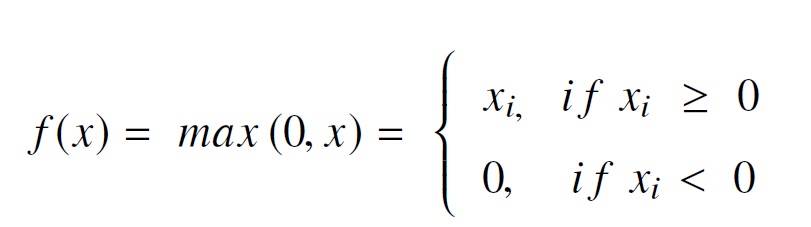 f(x) = max (0, x) = { xᵢ, if xᵢ ≥ 0
0, if xᵢ < 0